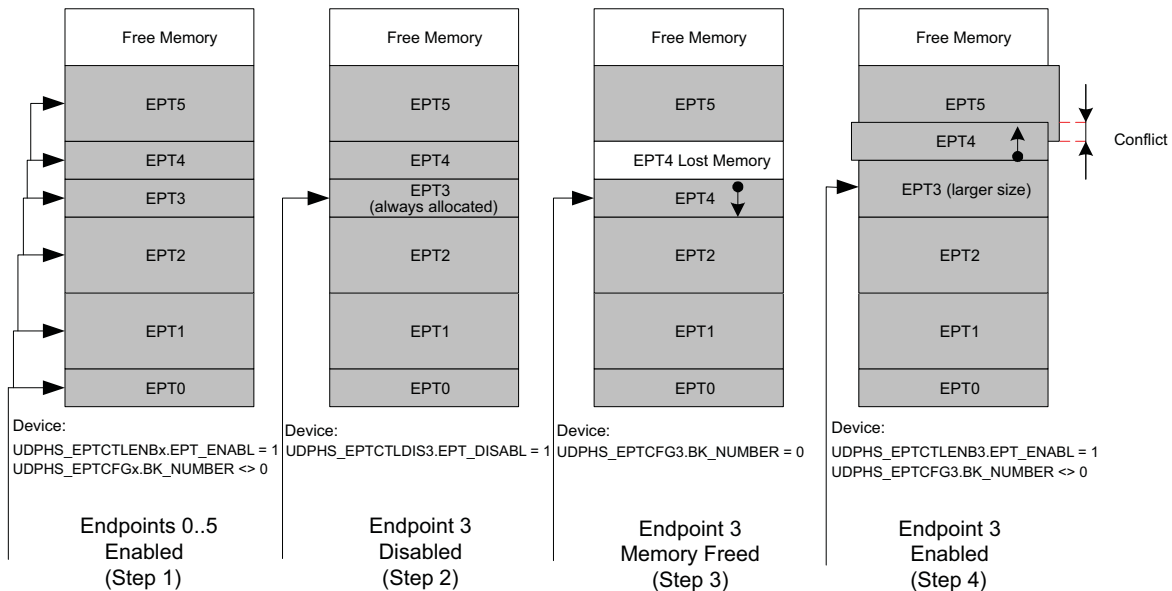 Free Memory
EPT5
EPT4
EPT3
EPT2
EPT1
EPT0
Device:
UDPHS_EPTCTLENBx.EPT_ENABL = 1
UDPHS_EPTCFGx.BK_NUMBER <> 0
Endpoints 0..5
Enabled
(Step 1)
Free Memory
EPT5
EPT4
EPT3
(always allocated)
EPT2
EPT1
EPT0
Device:
UDPHS_EPTCTLDIS3.EPT_DISABL = 1
Endpoint 3
Disabled
(Step 2)
Free Memory
EPT5
EPT4 Lost Memory
EPT4
EPT2
EPT1
EPT0
Device:
UDPHS_EPTCFG3.BK_NUMBER = 0
Endpoint 3
Memory Freed
(Step 3)
Free Memory
EPT5
EPT4
Conflict
EPT3 (larger size)
EPT2
EPT1
EPT0
Device:
UDPHS_EPTCTLENB3.EPT_ENABL = 1
UDPHS_EPTCFG3.BK_NUMBER <> 0
Endpoint 3
Enabled
(Step 4)